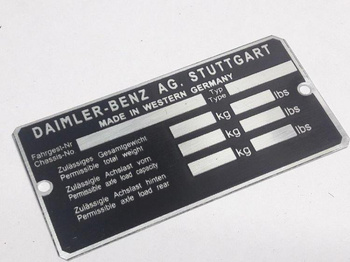 DAIMLER-BENZ AG. STUTTGART
MADE IN WESTERN GERMANY
Fahrgest-Nr Typ
Chassis-No Type
Zulässiges Gesamtgewicht kg lbs
Permissible total weight
Zulässige Achslast vorn kg lbs
Permissible axle load capacity
Zulässige Achslast hinten kg lbs
Permissible axle load rear